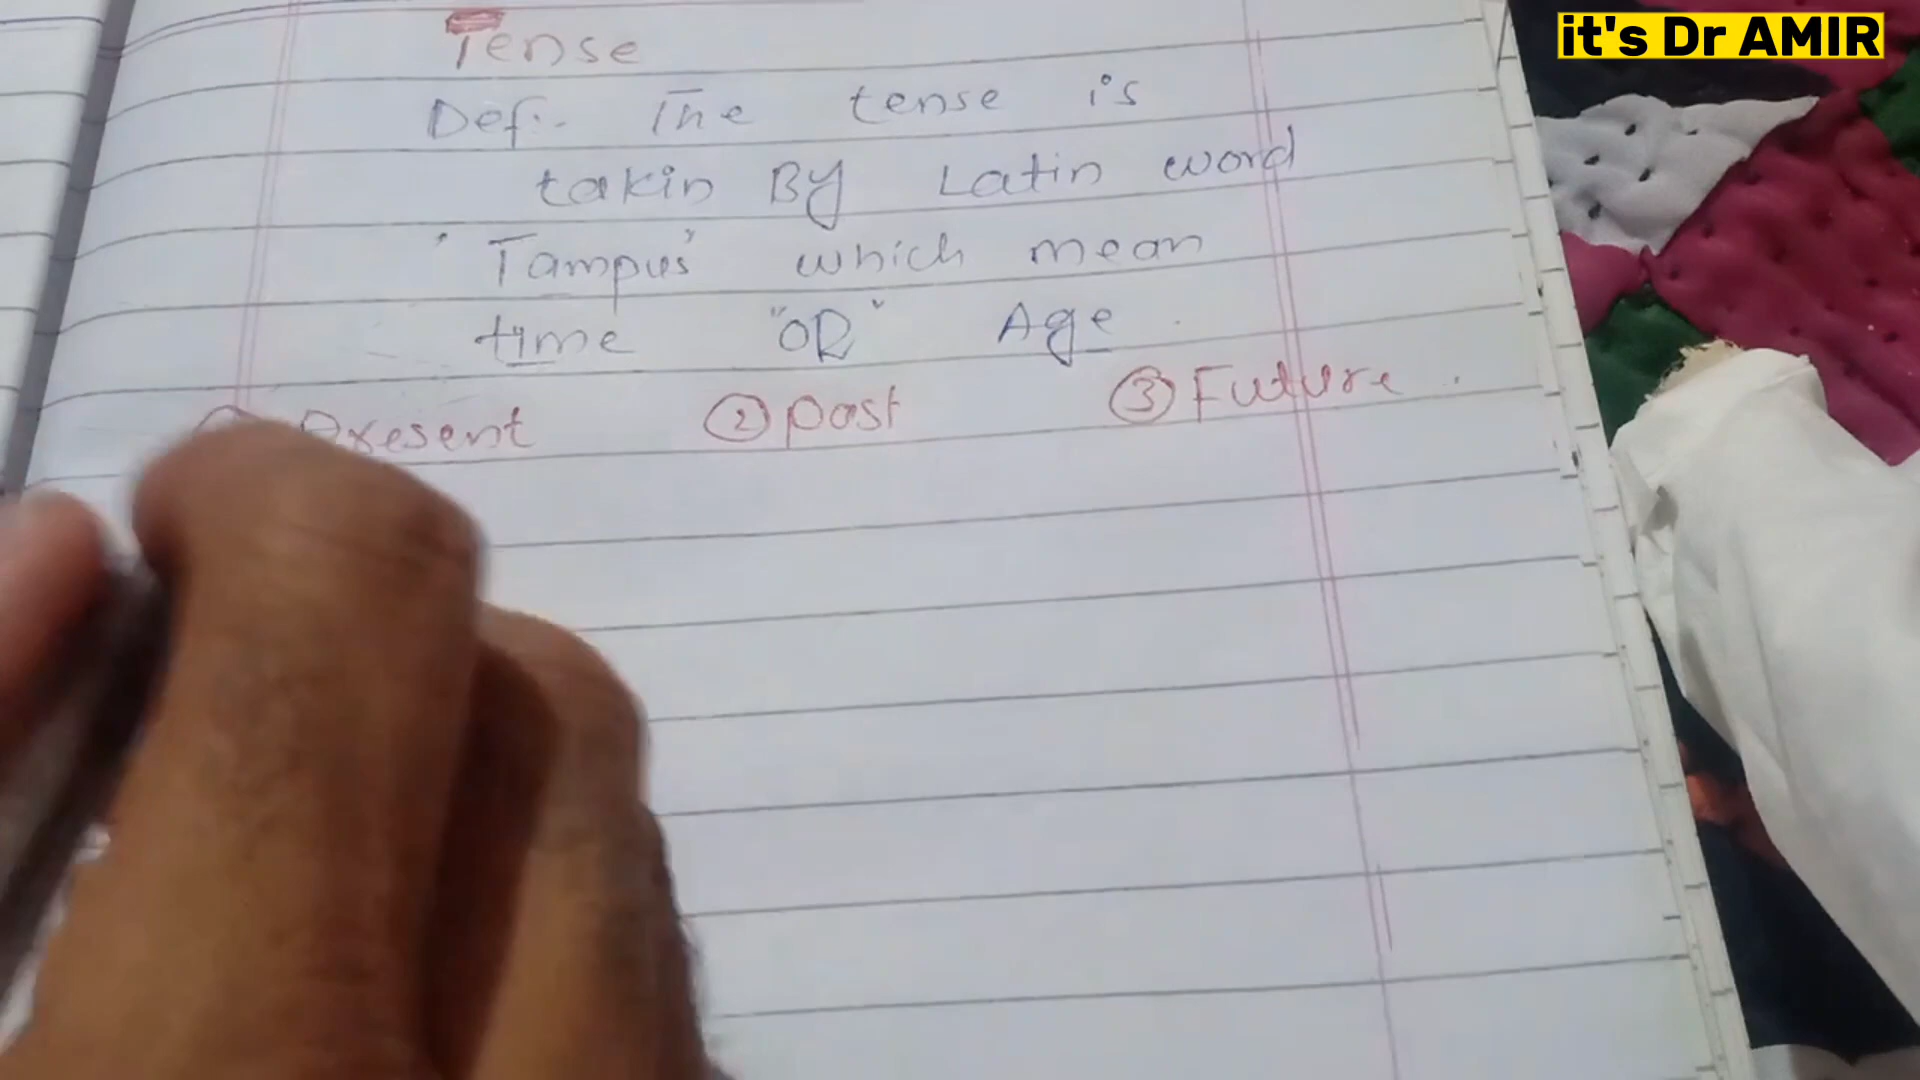 it's Dr AMIR
Tense
Def:- The tense is
takin By Latin word
"Tampus" which mean
time "OR" Age.
Present ② past ③ Future.